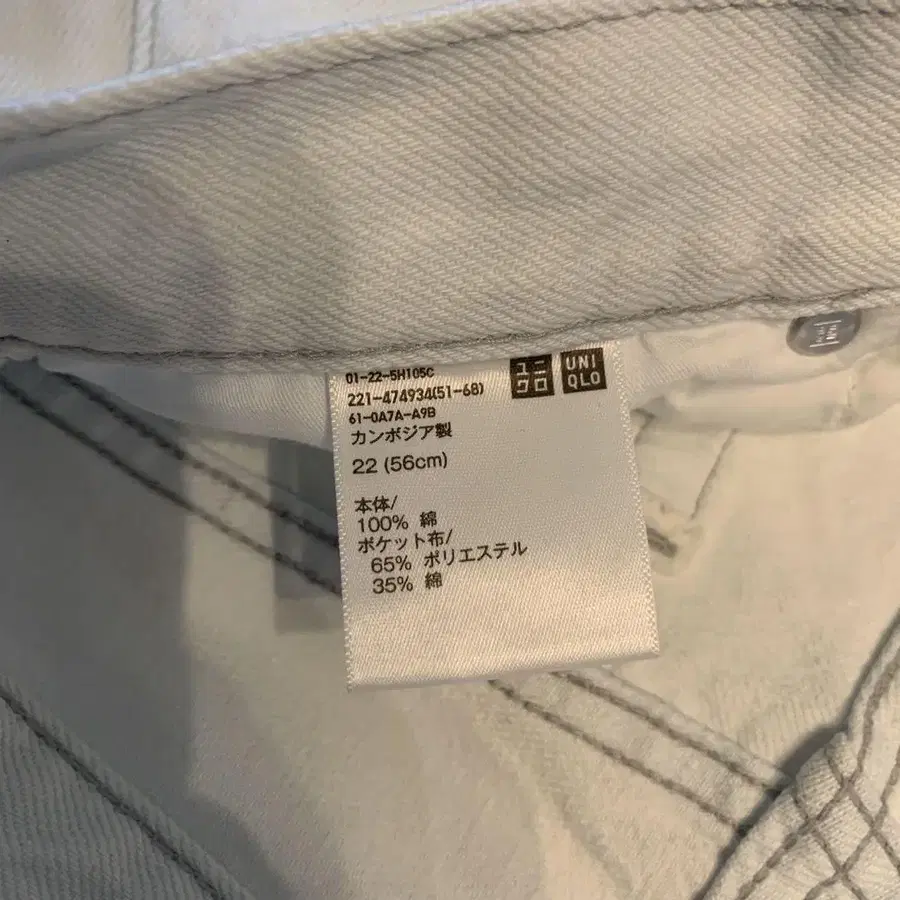 01-22-5H105C
221-474934(51-68)
61-0A7A-A9B
ユニ
クロ
UNI
QLO
カンボジア製
22 (56cm)
本体/
100% 綿
ポケット布/
65% ポリエステル
35% 綿